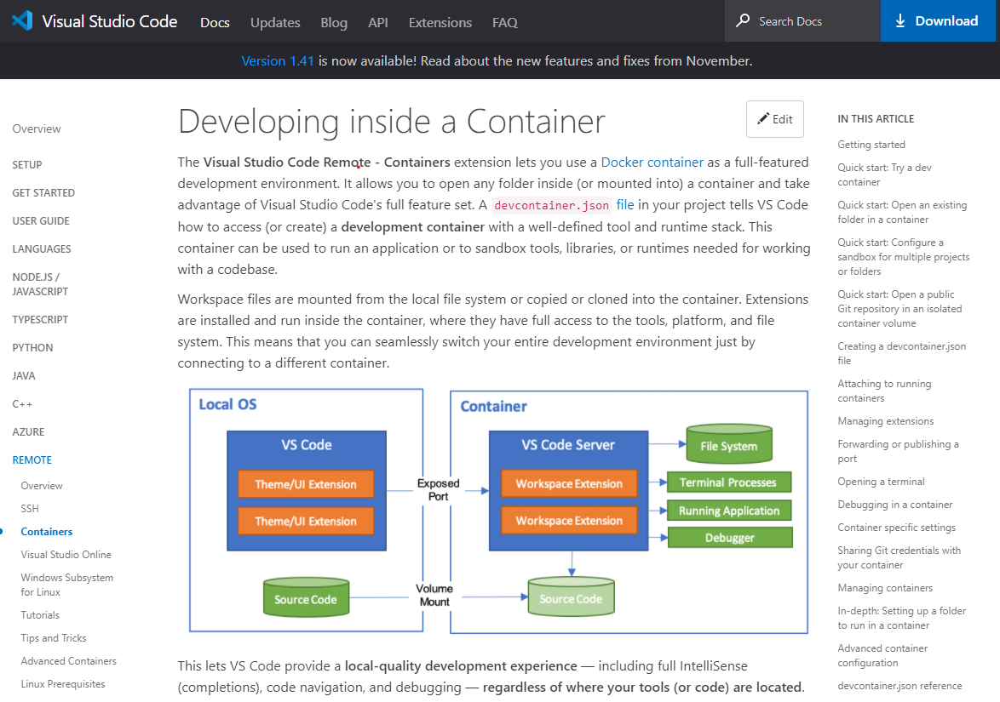 Visual Studio Code
Docs
Updates
Blog
API
Extensions
FAQ
Search Docs
Download
Version 1.41 is now available! Read about the new features and fixes from November.
Overview
SETUP
GET STARTED
USER GUIDE
LANGUAGES
NODE.JS /
JAVASCRIPT
TYPESCRIPT
PYTHON
JAVA
C++
AZURE
REMOTE
Overview
SSH
Containers
Visual Studio Online
Windows Subsystem
for Linux
Tutorials
Tips and Tricks
Advanced Containers
Linux Prerequisites
Developing inside a Container
Edit
The Visual Studio Code Remote - Containers extension lets you use a Docker container as a full-featured
development environment. It allows you to open any folder inside (or mounted into) a container and take
advantage of Visual Studio Code's full feature set. A devcontainer.json file in your project tells VS Code
how to access (or create) a development container with a well-defined tool and runtime stack. This
container can be used to run an application or to sandbox tools, libraries, or runtimes needed for working
with a codebase.
Workspace files are mounted from the local file system or copied or cloned into the container. Extensions
are installed and run inside the container, where they have full access to the tools, platform, and file
system. This means that you can seamlessly switch your entire development environment just by
connecting to a different container.
Local OS
VS Code
Theme/UI Extension
Theme/UI Extension
Source Code
Exposed
Port
Volume
Mount
Container
VS Code Server
Workspace Extension
Workspace Extension
File System
Terminal Processes
Running Application
Debugger
Source Code
This lets VS Code provide a local-quality development experience — including full IntelliSense
(completions), code navigation, and debugging — regardless of where your tools (or code) are located.
IN THIS ARTICLE
Getting started
Quick start: Try a dev
container
Quick start: Open an existing
folder in a container
Quick start: Configure a
sandbox for multiple projects
or folders
Quick start: Open a public
Git repository in an isolated
container volume
Creating a devcontainer.json
file
Attaching to running
containers
Managing extensions
Forwarding or publishing a
port
Opening a terminal
Debugging in a container
Container specific settings
Sharing Git credentials with
your container
Managing containers
In-depth: Setting up a folder
to run in a container
Advanced container
configuration
devcontainer.json reference